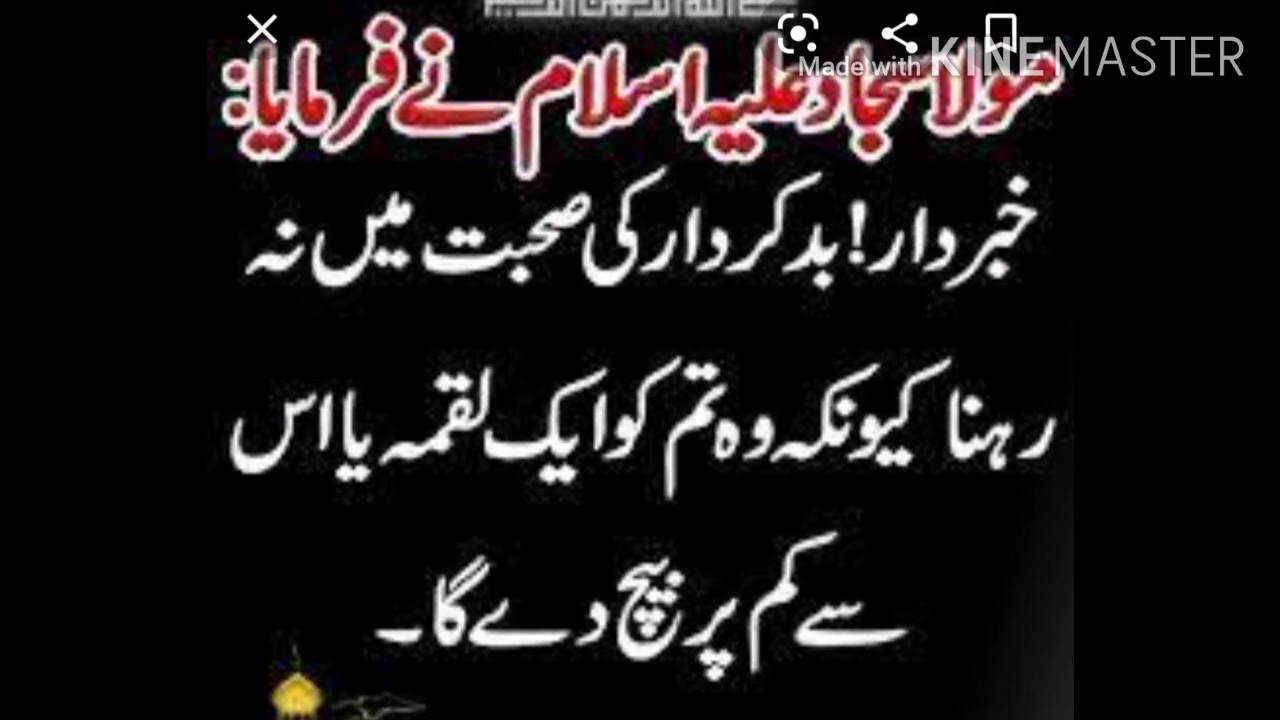 Made with KINEMASTER
مولا سجاد علیہ اسلام نے فرمایا:
خبردار! بدکردار کی صحبت میں نہ
رہنا کیونکہ وہ تم کو ایک لقمہ یا اس
سے کم پر بیچ دے گا۔